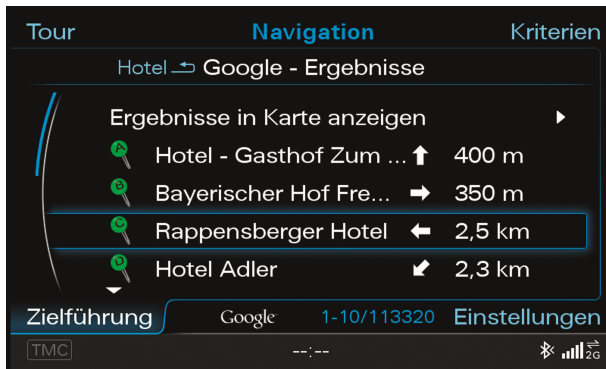 Tour Navigation Kriterien
Hotel Google - Ergebnisse
Ergebnisse in Karte anzeigen
A Hotel - Gasthof Zum ... 400 m
B Bayerischer Hof Fre... 350 m
C Rappensberger Hotel 2,5 km
D Hotel Adler 2,3 km
Zielführung Google 1-10/113320 Einstellungen
TMC --:-- 2G